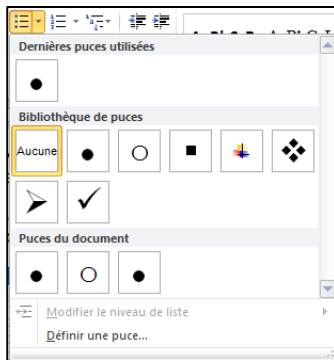 Dernières puces utilisées
Bibliothèque de puces
Aucune
Puces du document
Modifier le niveau de liste
Définir une puce...